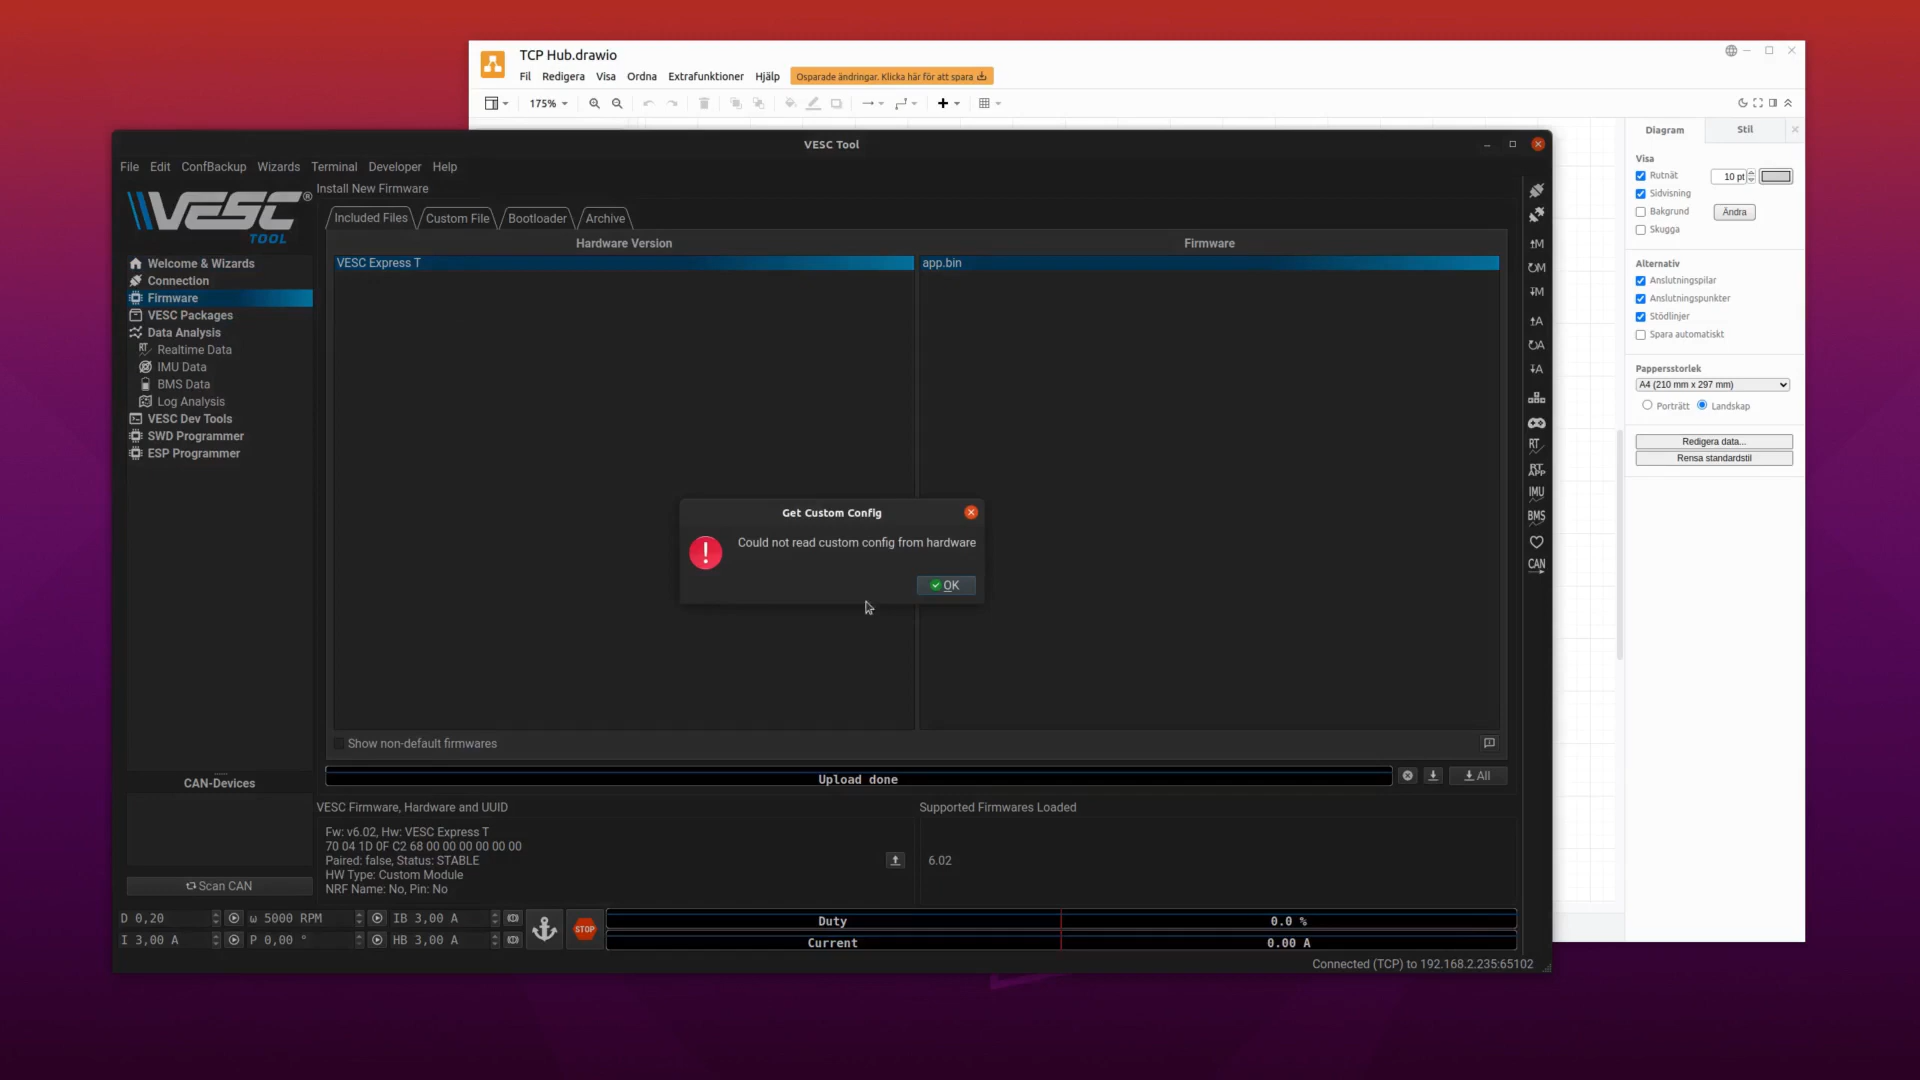 TCP Hub.drawio
Fil Redigera Visa Ordna Extrafunktioner Hjälp Osparade ändringar. Klicka här för att spara
175%
Diagram Stil
Visa
Rutnät 10 pt
Sidvisning
Bakgrund Ändra
Skugga
Alternativ
Anslutningspilar
Anslutningspunkter
Stödlinjer
Spara automatiskt
Pappersstorlek
A4 (210 mm x 297 mm)
Porträtt Landskap
Redigera data...
Rensa standardstil
VESC Tool
File Edit ConfBackup Wizards Terminal Developer Help
VESC®
TOOL
Welcome & Wizards
Connection
Firmware
VESC Packages
Data Analysis
RT Realtime Data
IMU Data
BMS Data
Log Analysis
VESC Dev Tools
SWD Programmer
ESP Programmer
CAN-Devices
Scan CAN
Install New Firmware
Included Files Custom File Bootloader Archive
Hardware Version Firmware
VESC Express T app.bin
Get Custom Config
Could not read custom config from hardware
OK
Show non-default firmwares
Upload done All
VESC Firmware, Hardware and UUID
Fw: v6.02, Hw: VESC Express T
70 04 1D 0F C2 68 00 00 00 00 00 00
Paired: false, Status: STABLE
HW Type: Custom Module
NRF Name: No, Pin: No
Supported Firmwares Loaded
6.02
M
M
M
A
A
A
RT
RT APP
IMU
BMS
CAN
D 0,20 ω 5000 RPM IB 3,00 A
I 3,00 A P 0,00 ° HB 3,00 A
STOP
Duty 0.0 %
Current 0.00 A
Connected (TCP) to 192.168.2.235:65102